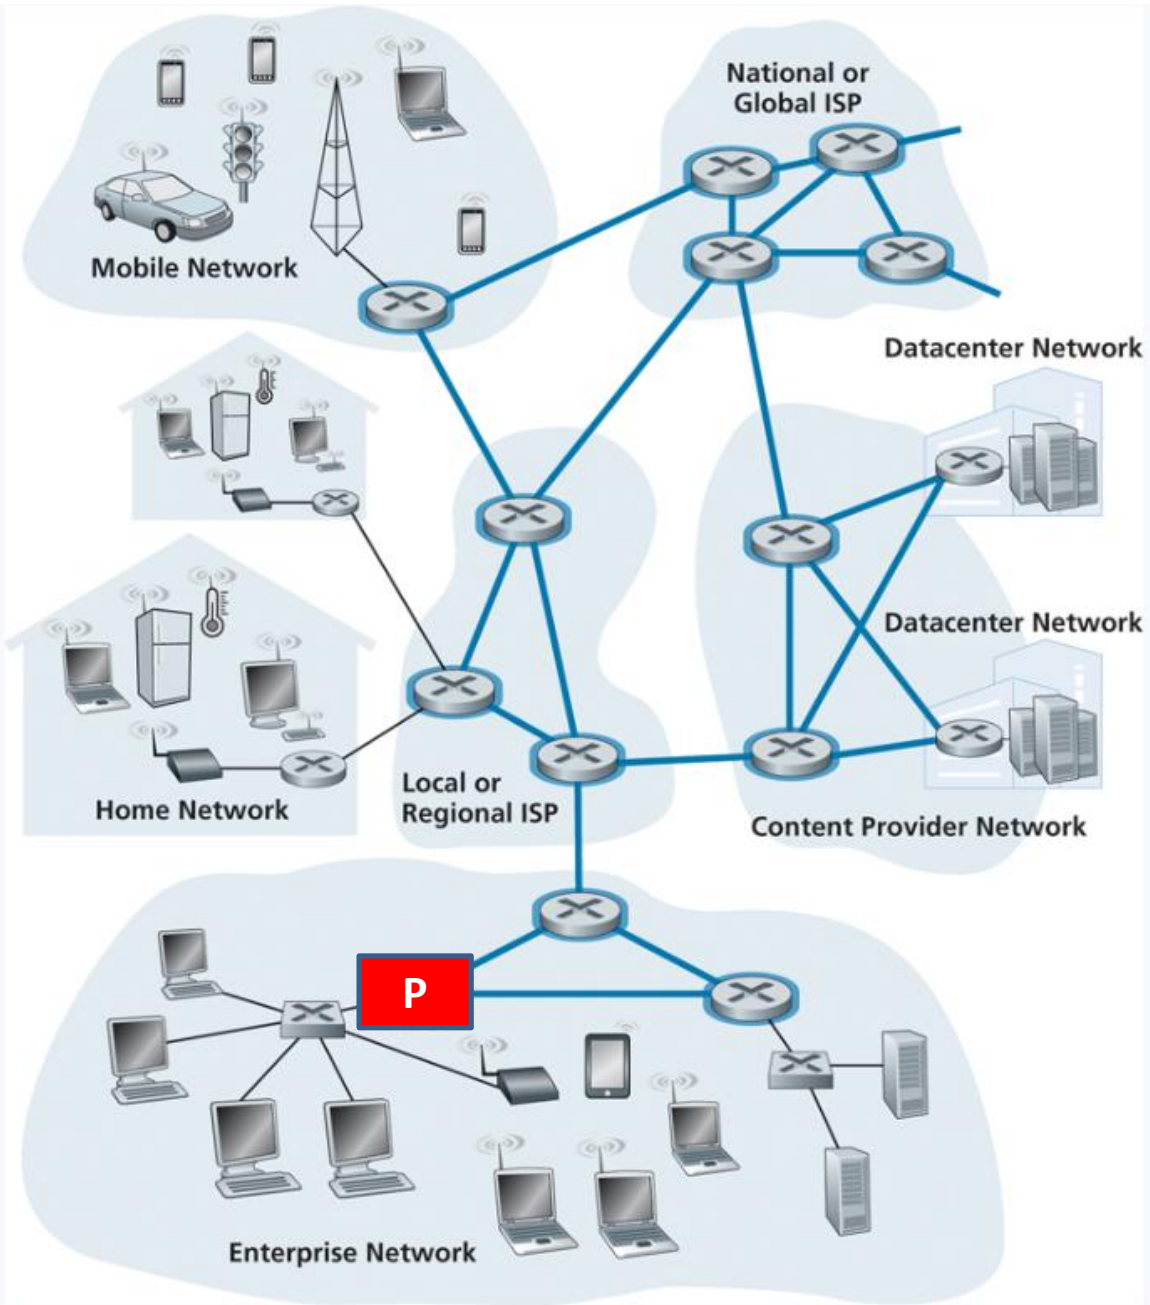 National or
Global ISP
Mobile Network
Datacenter Network
Datacenter Network
Home Network
Local or
Regional ISP
Content Provider Network
P
Enterprise Network